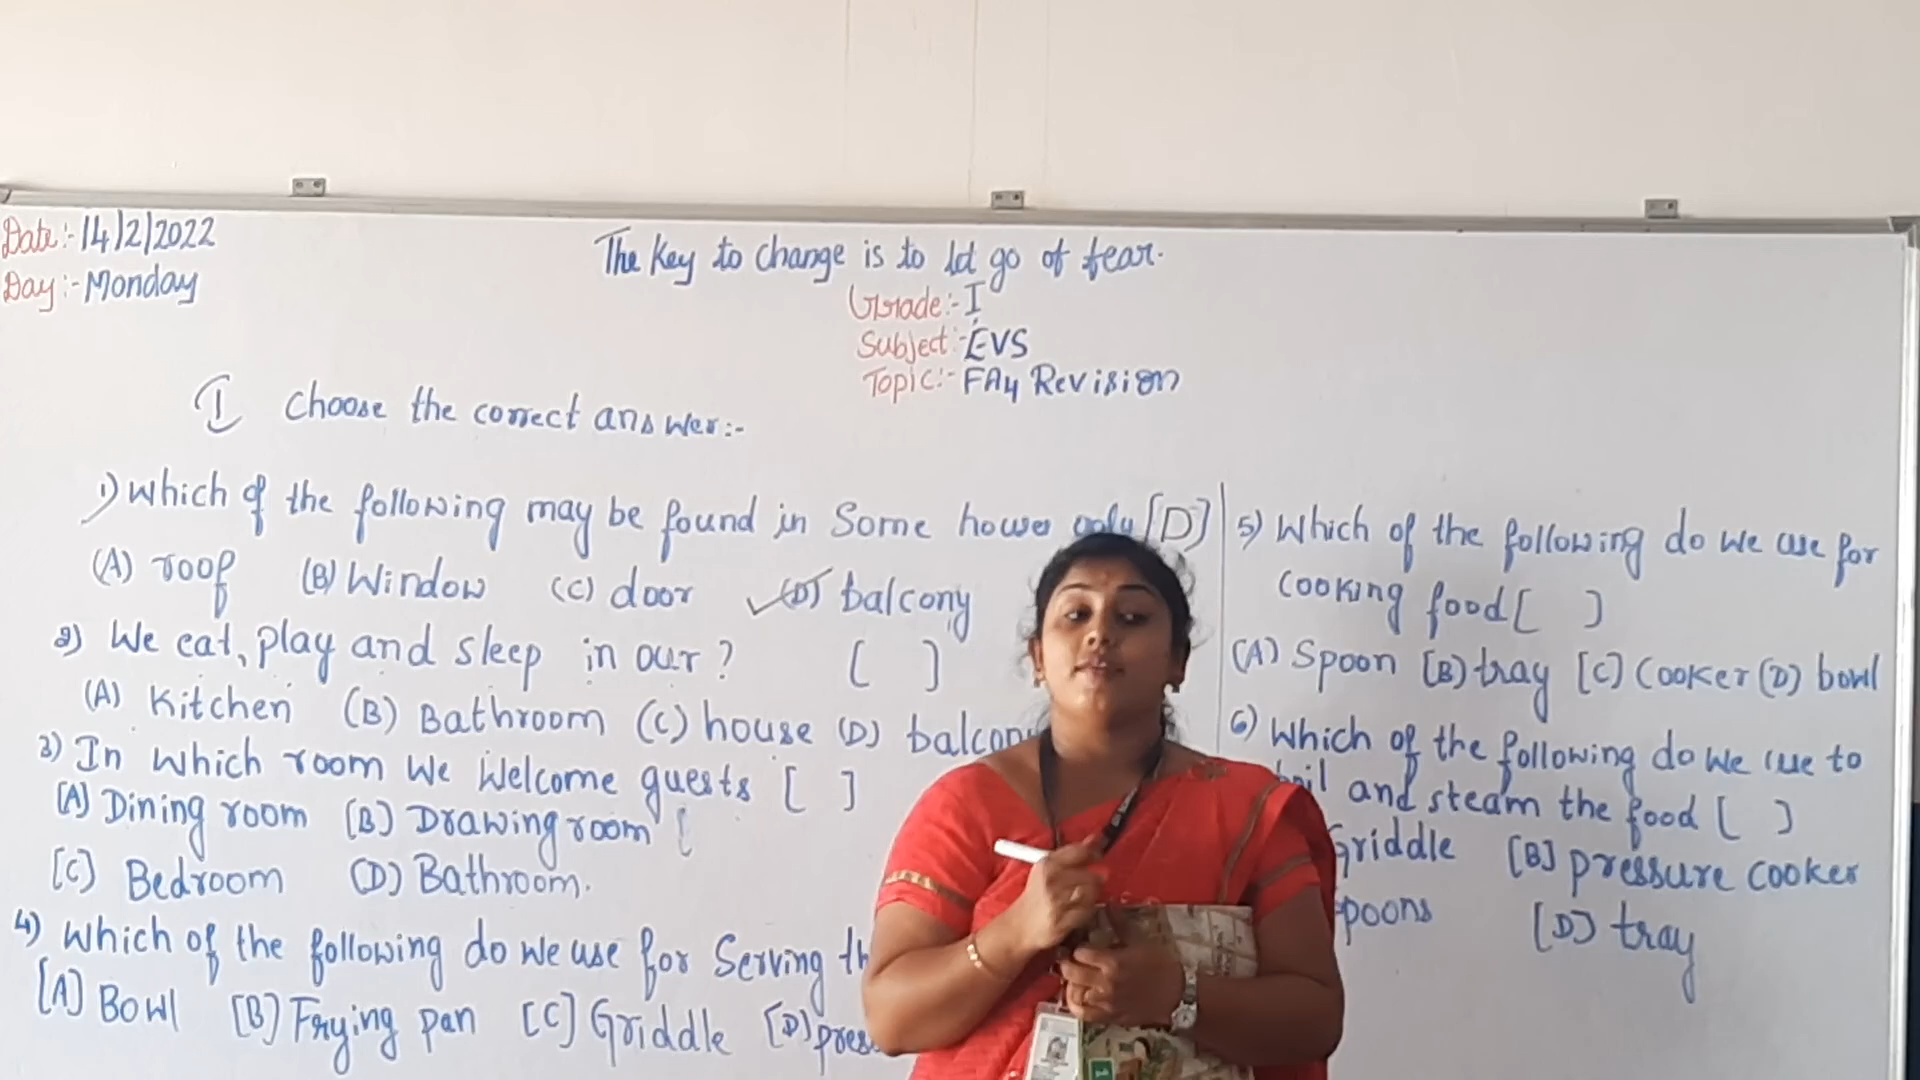 Date:- 14/2/2022
Day:- Monday
The key to change is to let go of fear.
Grade:- I
Subject:- EVS
Topic:- FA4 Revision
I Choose the correct answer:-
1) Which of the following may be found in Some houses only [D]
(A) roof (B) Window (C) door (D) balcony
2) We eat, play and sleep in our? [ ]
(A) Kitchen (B) Bathroom (C) house (D) balcony
3) In which room we Welcome guests [ ]
(A) Dining room (B) Drawing room
[C] Bedroom (D) Bathroom.
4) Which of the following do we use for Serving
[A] Bowl [B] Frying pan [C] Griddle [D]
5) Which of the following do we use for
cooking food [ ]
(A) Spoon [B] tray [C] Cooker (D) bowl
6) Which of the following do we use to
boil and steam the food [ ]
Griddle [B] pressure cooker
spoons [D] tray